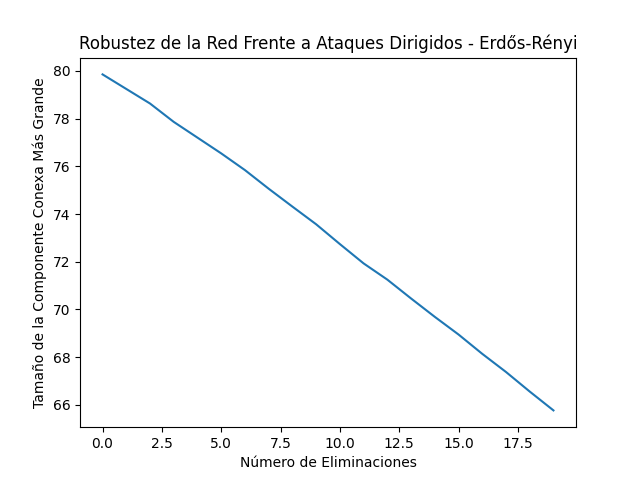 Robustez de la Red Frente a Ataques Dirigidos - Erdős-Rényi
80
78
76
74
72
70
68
66
Tamaño de la Componente Conexa Más Grande
0.0 2.5 5.0 7.5 10.0 12.5 15.0 17.5
Número de Eliminaciones